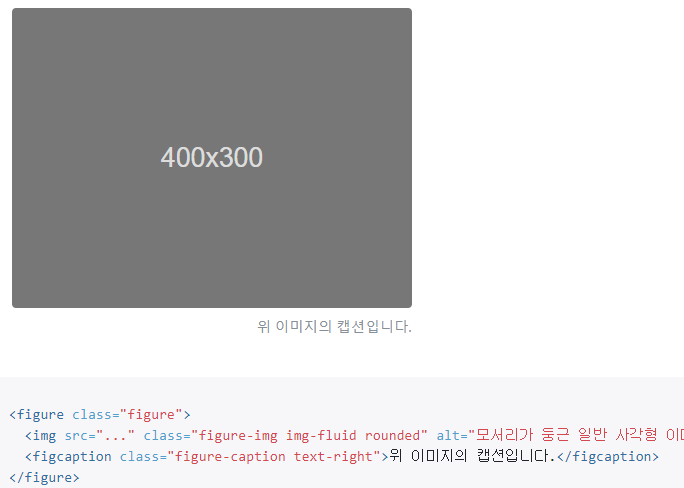 400x300
위 이미지의 캡션입니다.
<figure class="figure">
<img src="..." class="figure-img img-fluid rounded" alt="모서리가 둥근 일반 사각형
<figcaption class="figure-caption text-right">위 이미지의 캡션입니다.</figcaption>
</figure>